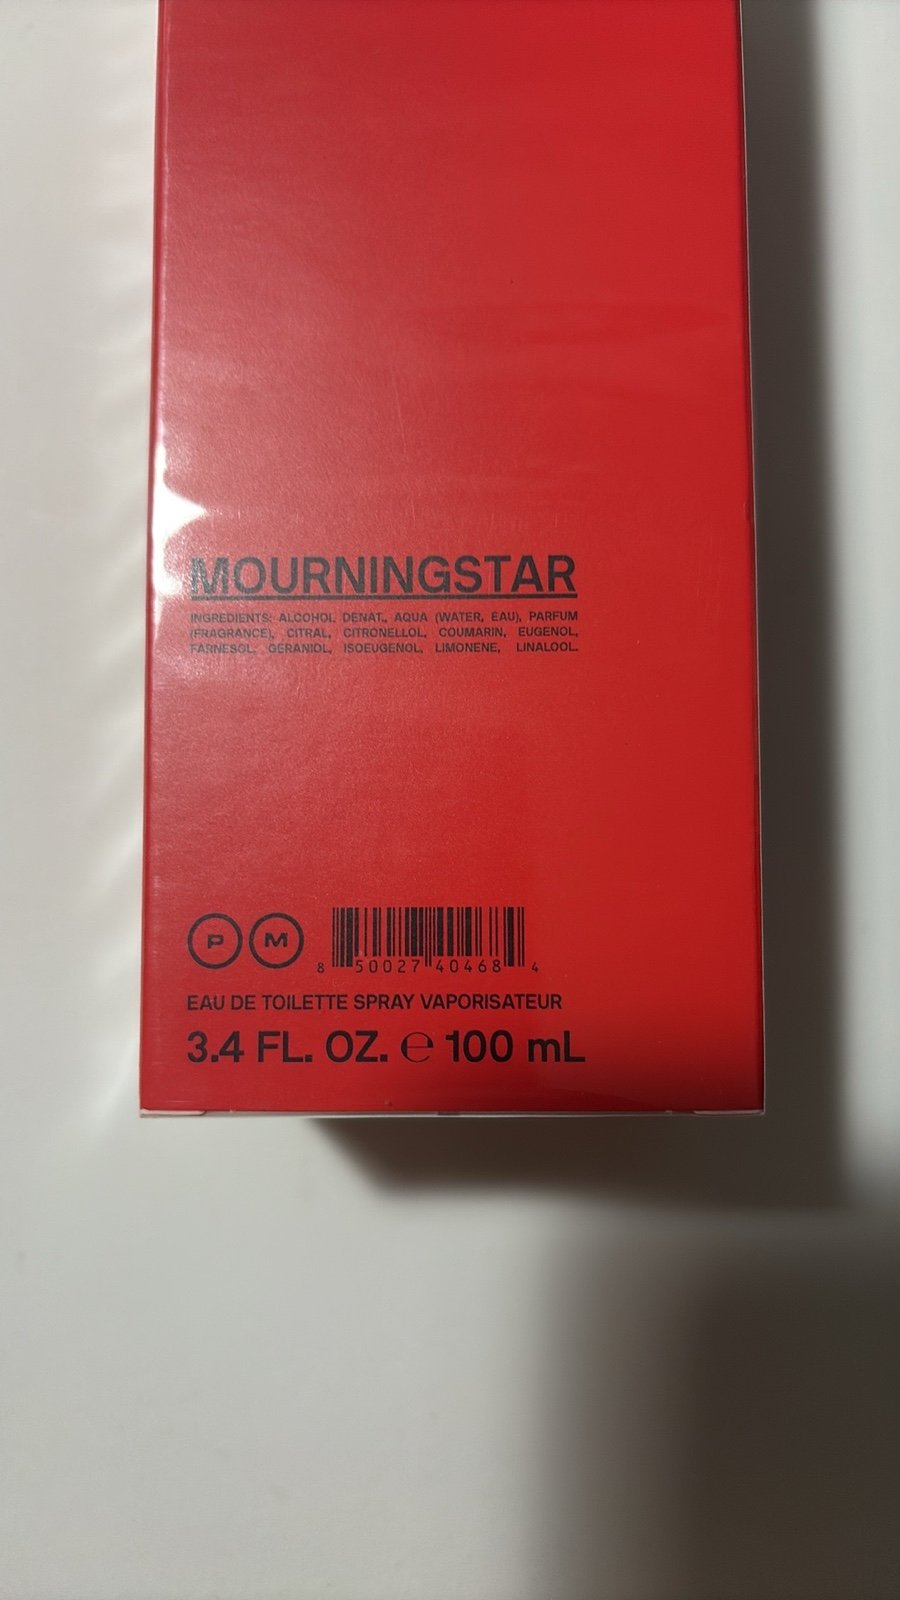 MOURNINGSTAR
INGREDIENTS: ALCOHOL DENAT., AQUA (WATER, EAU), PARFUM
(FRAGRANCE), CITRAL, CITRONELLOL, COUMARIN, EUGENOL,
FARNESOL, GERANIOL, ISOEUGENOL, LIMONENE, LINALOOL.
P M
8 50027 40468 4
EAU DE TOILETTE SPRAY VAPORISATEUR
3.4 FL. OZ. ℮ 100 mL